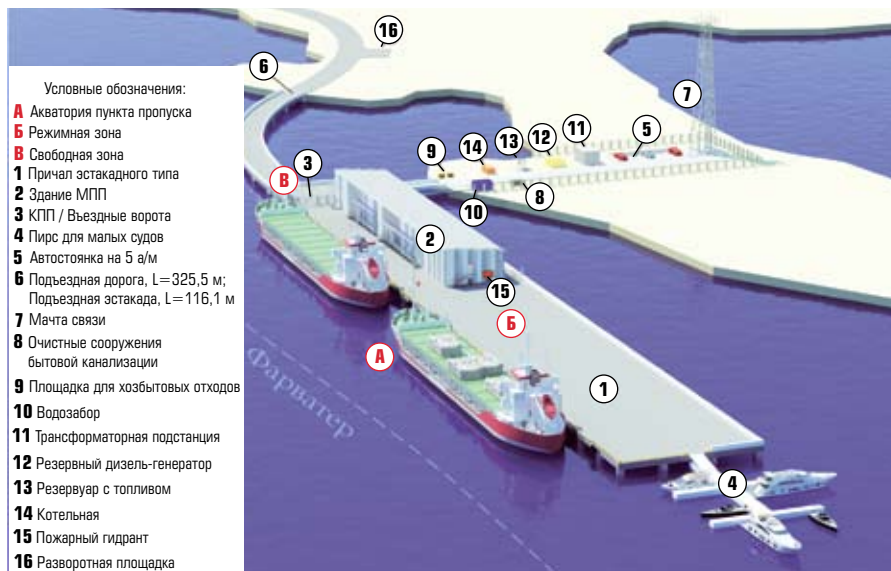 Условные обозначения:
А Акватория пункта пропуска
Б Режимная зона
В Свободная зона
1 Причал эстакадного типа
2 Здание МПП
3 КПП / Въездные ворота
4 Пирс для малых судов
5 Автостоянка на 5 а/м
6 Подъездная дорога, L=325,5 м;
Подъездная эстакада, L=116,1 м
7 Мачта связи
8 Очистные сооружения
бытовой канализации
9 Площадка для хозбытовых отходов
10 Водозабор
11 Трансформаторная подстанция
12 Резервный дизель-генератор
13 Резервуар с топливом
14 Котельная
15 Пожарный гидрант
16 Разворотная площадка
16
6
7
11
5
12
13
14
9
3
В
8
10
2
15
Б
А
1
Фарватер
4